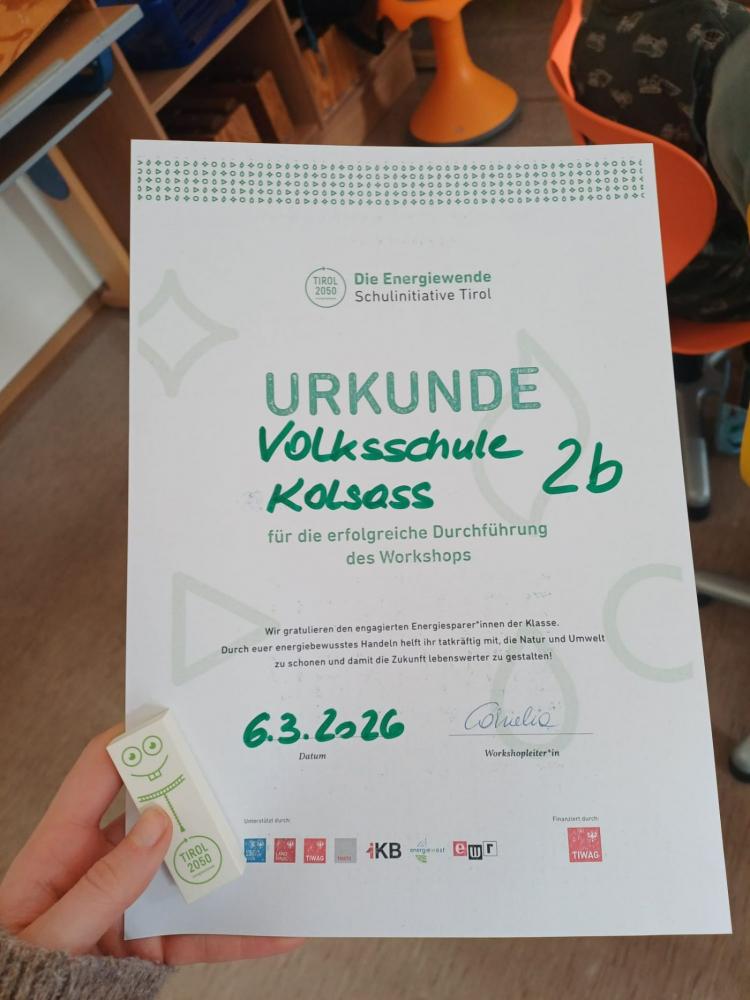 TIROL
2050
Die Energiewende
Schulinitiative Tirol
URKUNDE
Volksschule 2b
Kolsass
für die erfolgreiche Durchführung
des Workshops
Wir gratulieren den engagierten Energiesparer*innen der Klasse.
Durch euer energiebewusstes Handeln helft ihr tatkräftig mit, die Natur und Umwelt
zu schonen und damit die Zukunft lebenswerter zu gestalten!
6.3.2026 Cornelia
Datum Workshopleiter*in
Unterstützt durch: Finanziert durch:
TIWAG IKB energiewest ewr TIWAG
TIROL
2050